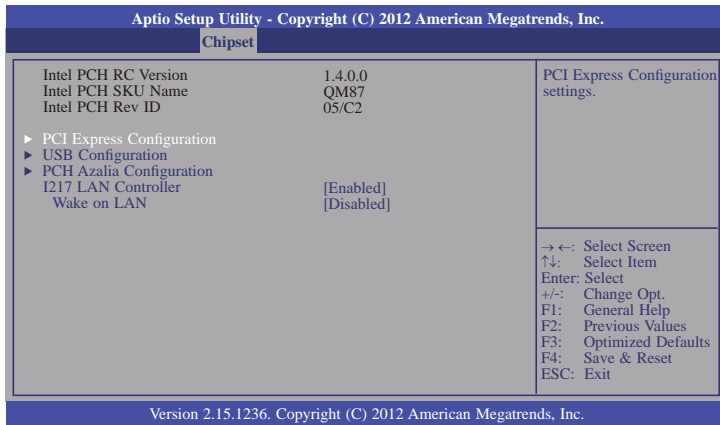 Aptio Setup Utility - Copyright (C) 2012 American Megatrends, Inc.
Chipset
Intel PCH RC Version 1.4.0.0
Intel PCH SKU Name QM87
Intel PCH Rev ID 05/C2
► PCI Express Configuration
► USB Configuration
► PCH Azalia Configuration
I217 LAN Controller [Enabled]
Wake on LAN [Disabled]
PCI Express Configuration
settings.
→←: Select Screen
↑↓: Select Item
Enter: Select
+/-: Change Opt.
F1: General Help
F2: Previous Values
F3: Optimized Defaults
F4: Save & Reset
ESC: Exit
Version 2.15.1236. Copyright (C) 2012 American Megatrends, Inc.